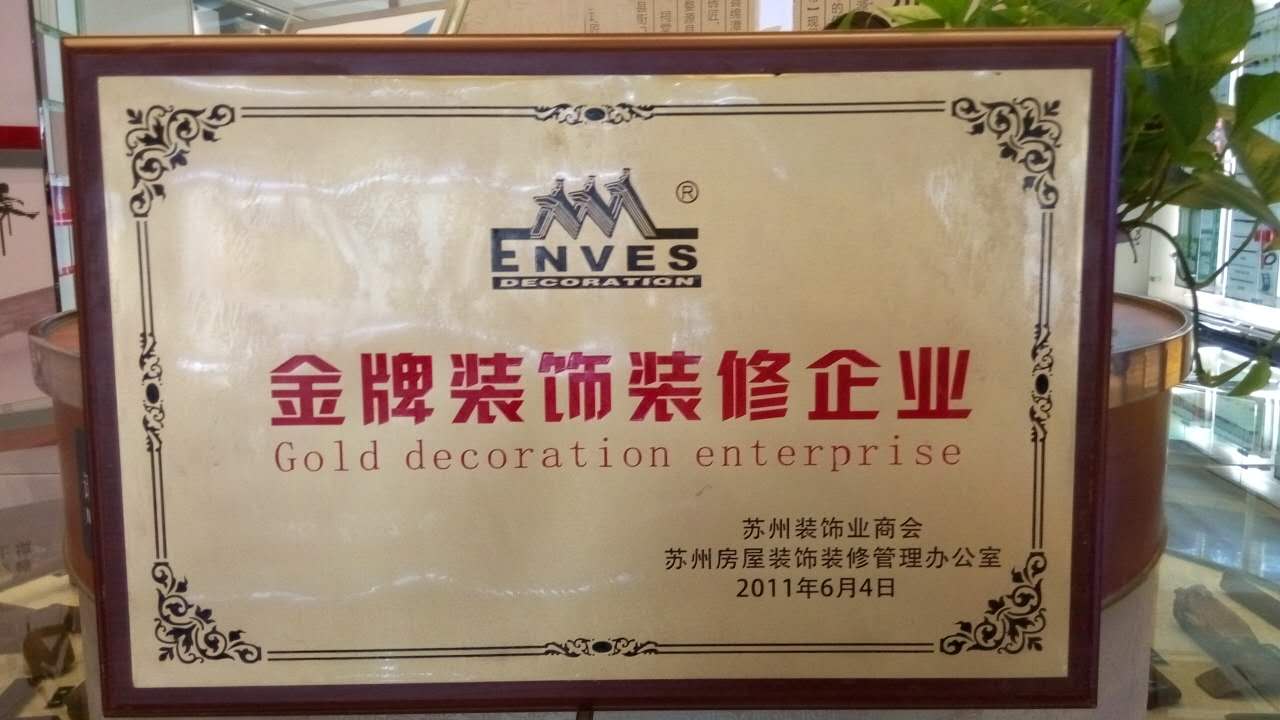 ®
ENVES
DECORATION
金牌装饰装修企业
Gold decoration enterprise
苏州装饰业商会
苏州房屋装饰装修管理办公室
2011年6月4日